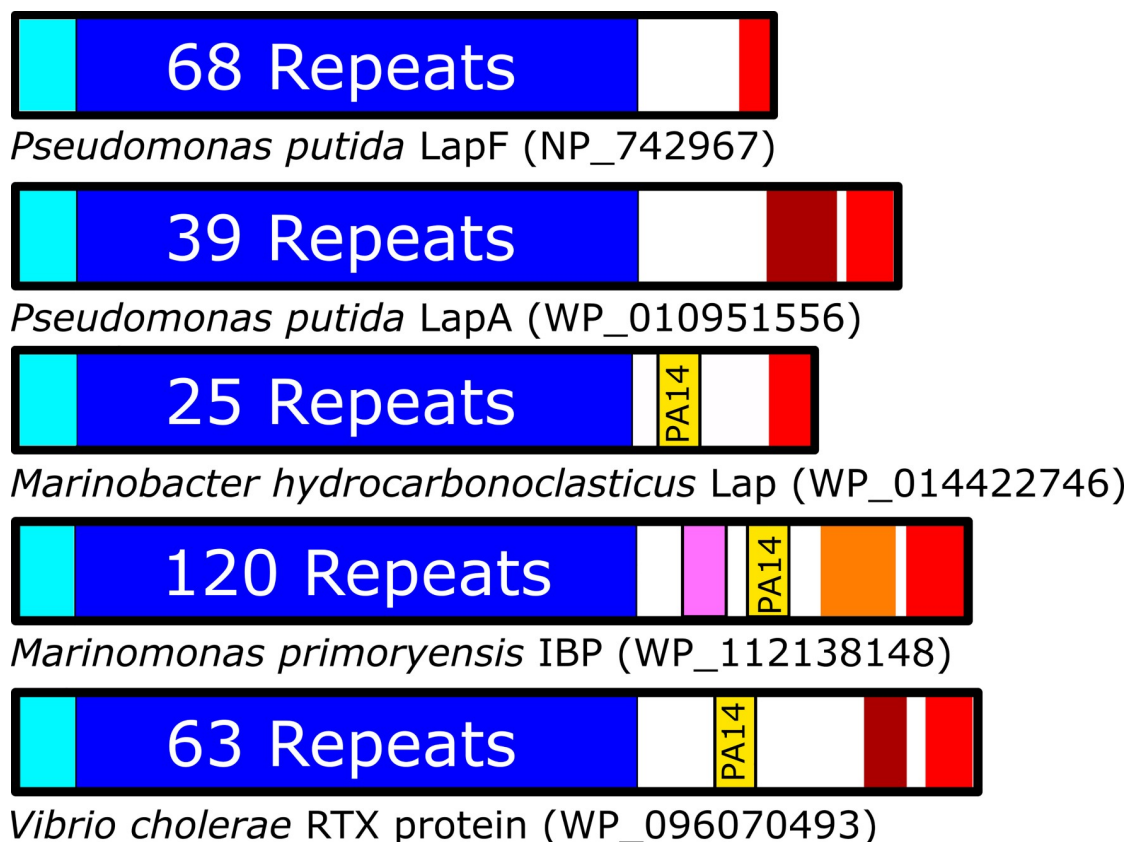 68 Repeats
Pseudomonas putida LapF (NP_742967)
39 Repeats
Pseudomonas putida LapA (WP_010951556)
25 Repeats PA14
Marinobacter hydrocarbonoclasticus Lap (WP_014422746)
120 Repeats PA14
Marinomonas primoryensis IBP (WP_112138148)
63 Repeats PA14
Vibrio cholerae RTX protein (WP_096070493)